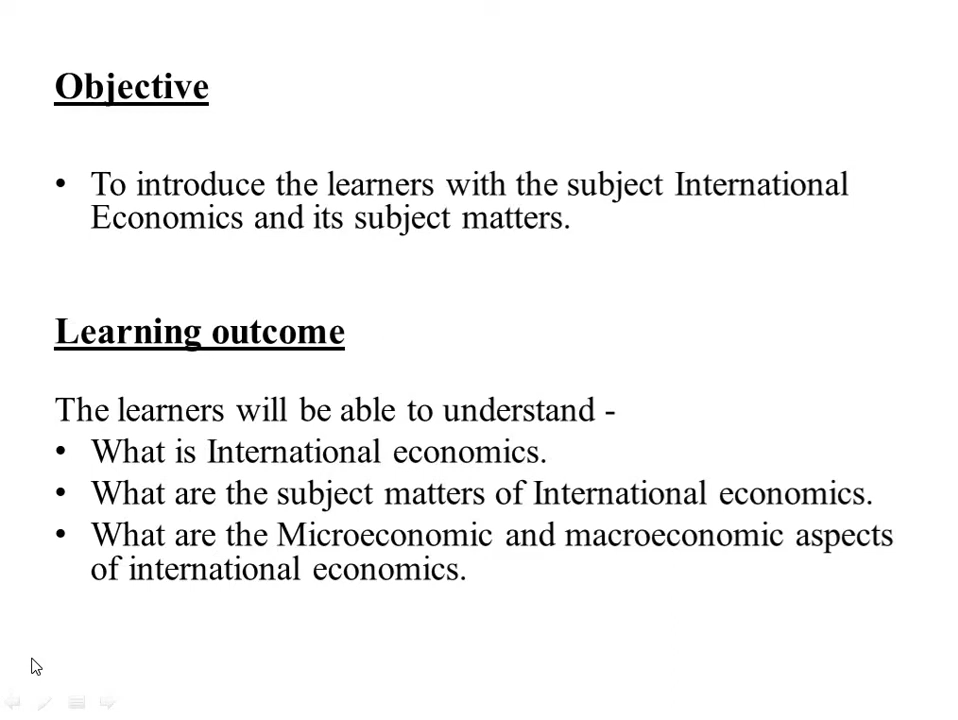 Objective
• To introduce the learners with the subject International
Economics and its subject matters.
Learning outcome
The learners will be able to understand -
• What is International economics.
• What are the subject matters of International economics.
• What are the Microeconomic and macroeconomic aspects
of international economics.